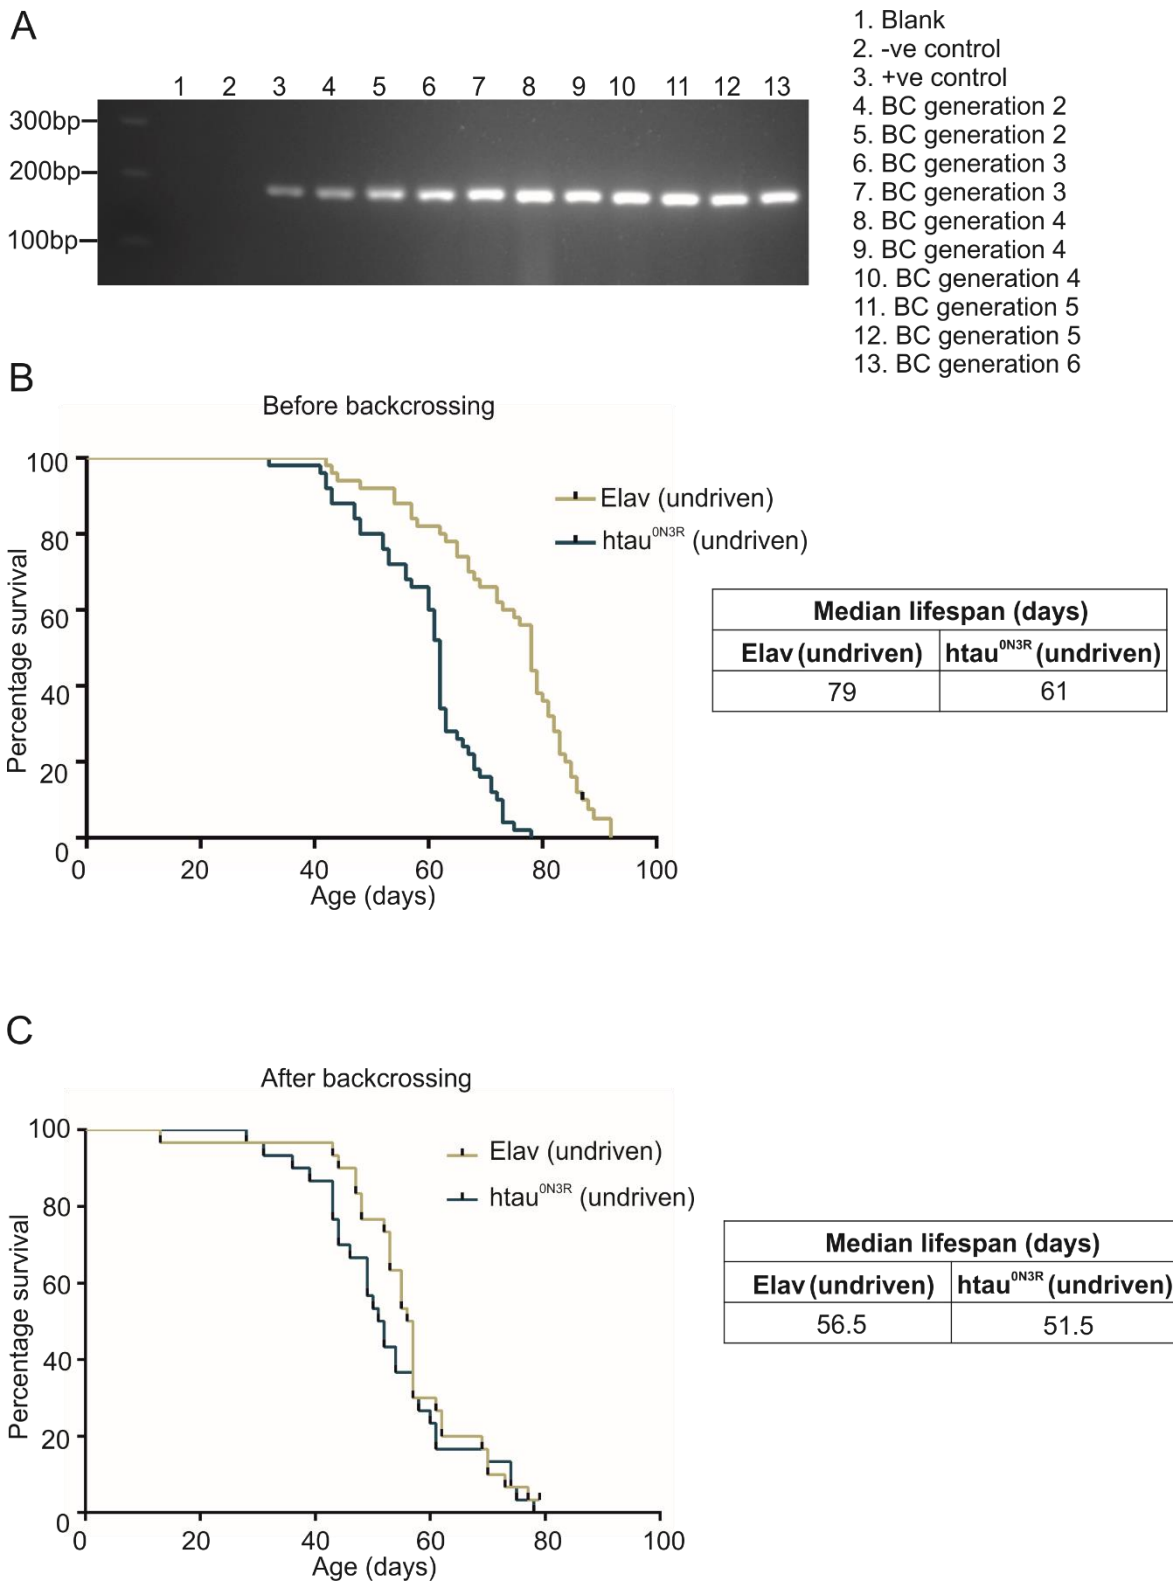 A
1 2 3 4 5 6 7 8 9 10 11 12 13
300bp
200bp
100bp
1. Blank
2. -ve control
3. +ve control
4. BC generation 2
5. BC generation 2
6. BC generation 3
7. BC generation 3
8. BC generation 4
9. BC generation 4
10. BC generation 4
11. BC generation 5
12. BC generation 5
13. BC generation 6
B
Before backcrossing
Percentage survival
100
80
60
40
20
0
0 20 40 60 80 100
Age (days)
Elav (undriven)
htau0N3R (undriven)
Median lifespan (days)
Elav (undriven) htau0N3R (undriven)
79 61
C
After backcrossing
Percentage survival
100
80
60
40
20
0
0 20 40 60 80 100
Age (days)
Elav (undriven)
htau0N3R (undriven)
Median lifespan (days)
Elav (undriven) htau0N3R (undriven)
56.5 51.5